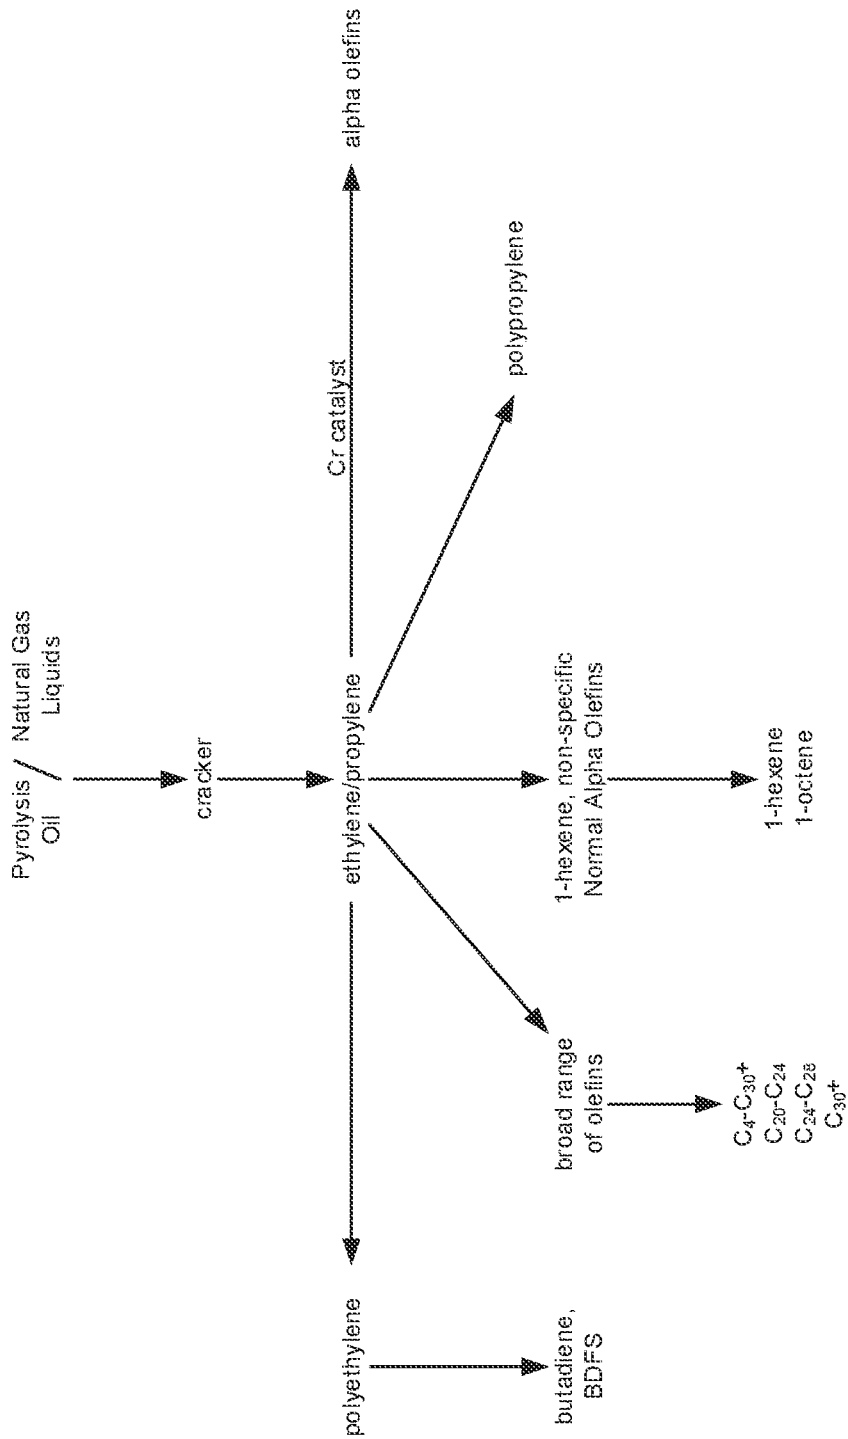 Pyrolysis / Natural Gas
Oil Liquids
cracker
Cr catalyst
polyethylene
ethylene/propylene
alpha olefins
polypropylene
butadiene,
BDFS
broad range
of olefins
1-hexene, non-specific
Normal Alpha Olefins
C₄-C₃₀+
C₂₀-C₂₄
C₂₄-C₂₈
C₃₀+
1-hexene
1-octene